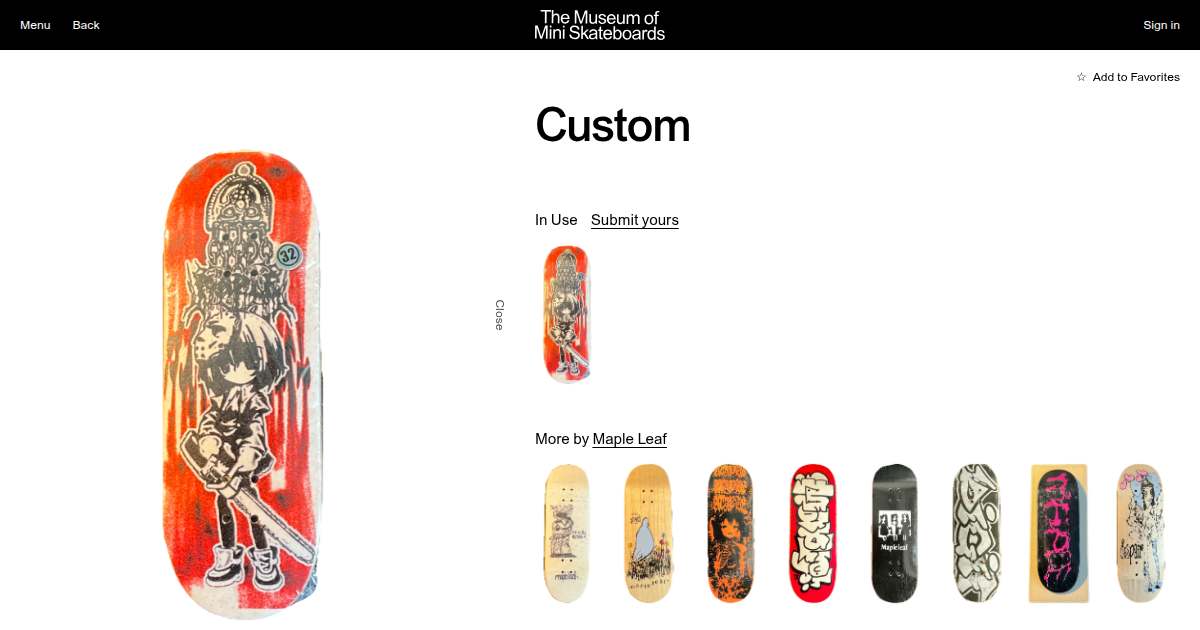 Menu
Back
The Museum of
Mini Skateboards
Sign in
☆ Add to Favorites
Custom
32
In Use Submit yours
Close
More by Maple Leaf
Mapleleaf